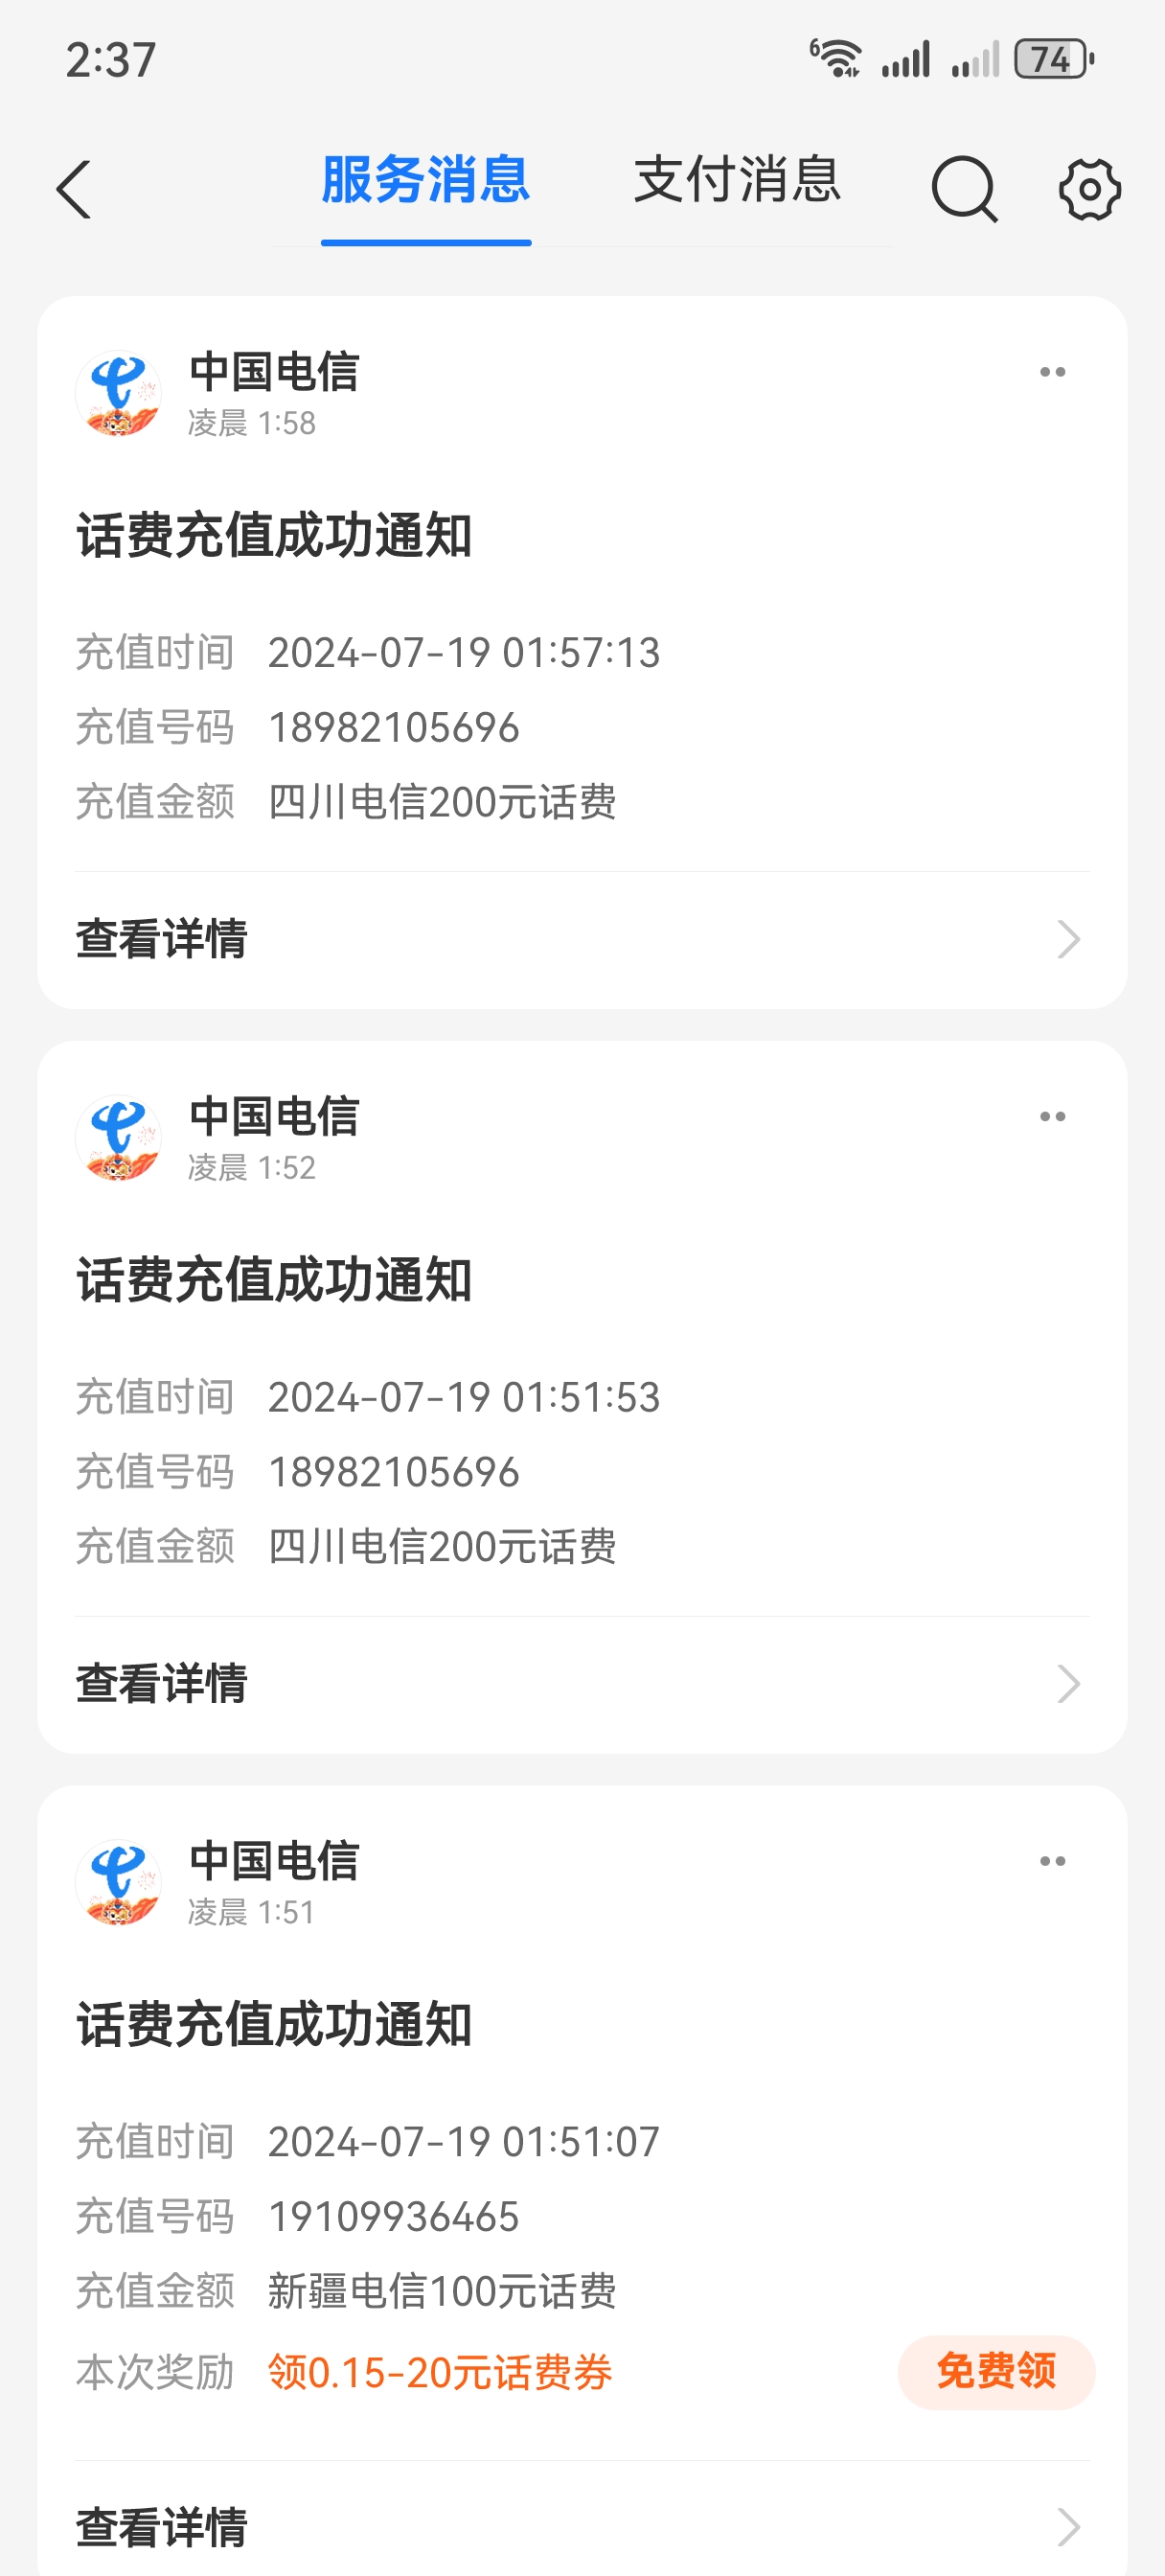 2:37
6
74
服务消息 支付消息
中国电信
凌晨 1:58
话费充值成功通知
充值时间 2024-07-19 01:57:13
充值号码 18982105696
充值金额 四川电信200元话费
查看详情
中国电信
凌晨 1:52
话费充值成功通知
充值时间 2024-07-19 01:51:53
充值号码 18982105696
充值金额 四川电信200元话费
查看详情
中国电信
凌晨 1:51
话费充值成功通知
充值时间 2024-07-19 01:51:07
充值号码 19109936465
充值金额 新疆电信100元话费
本次奖励 领0.15-20元话费券 免费领
查看详情